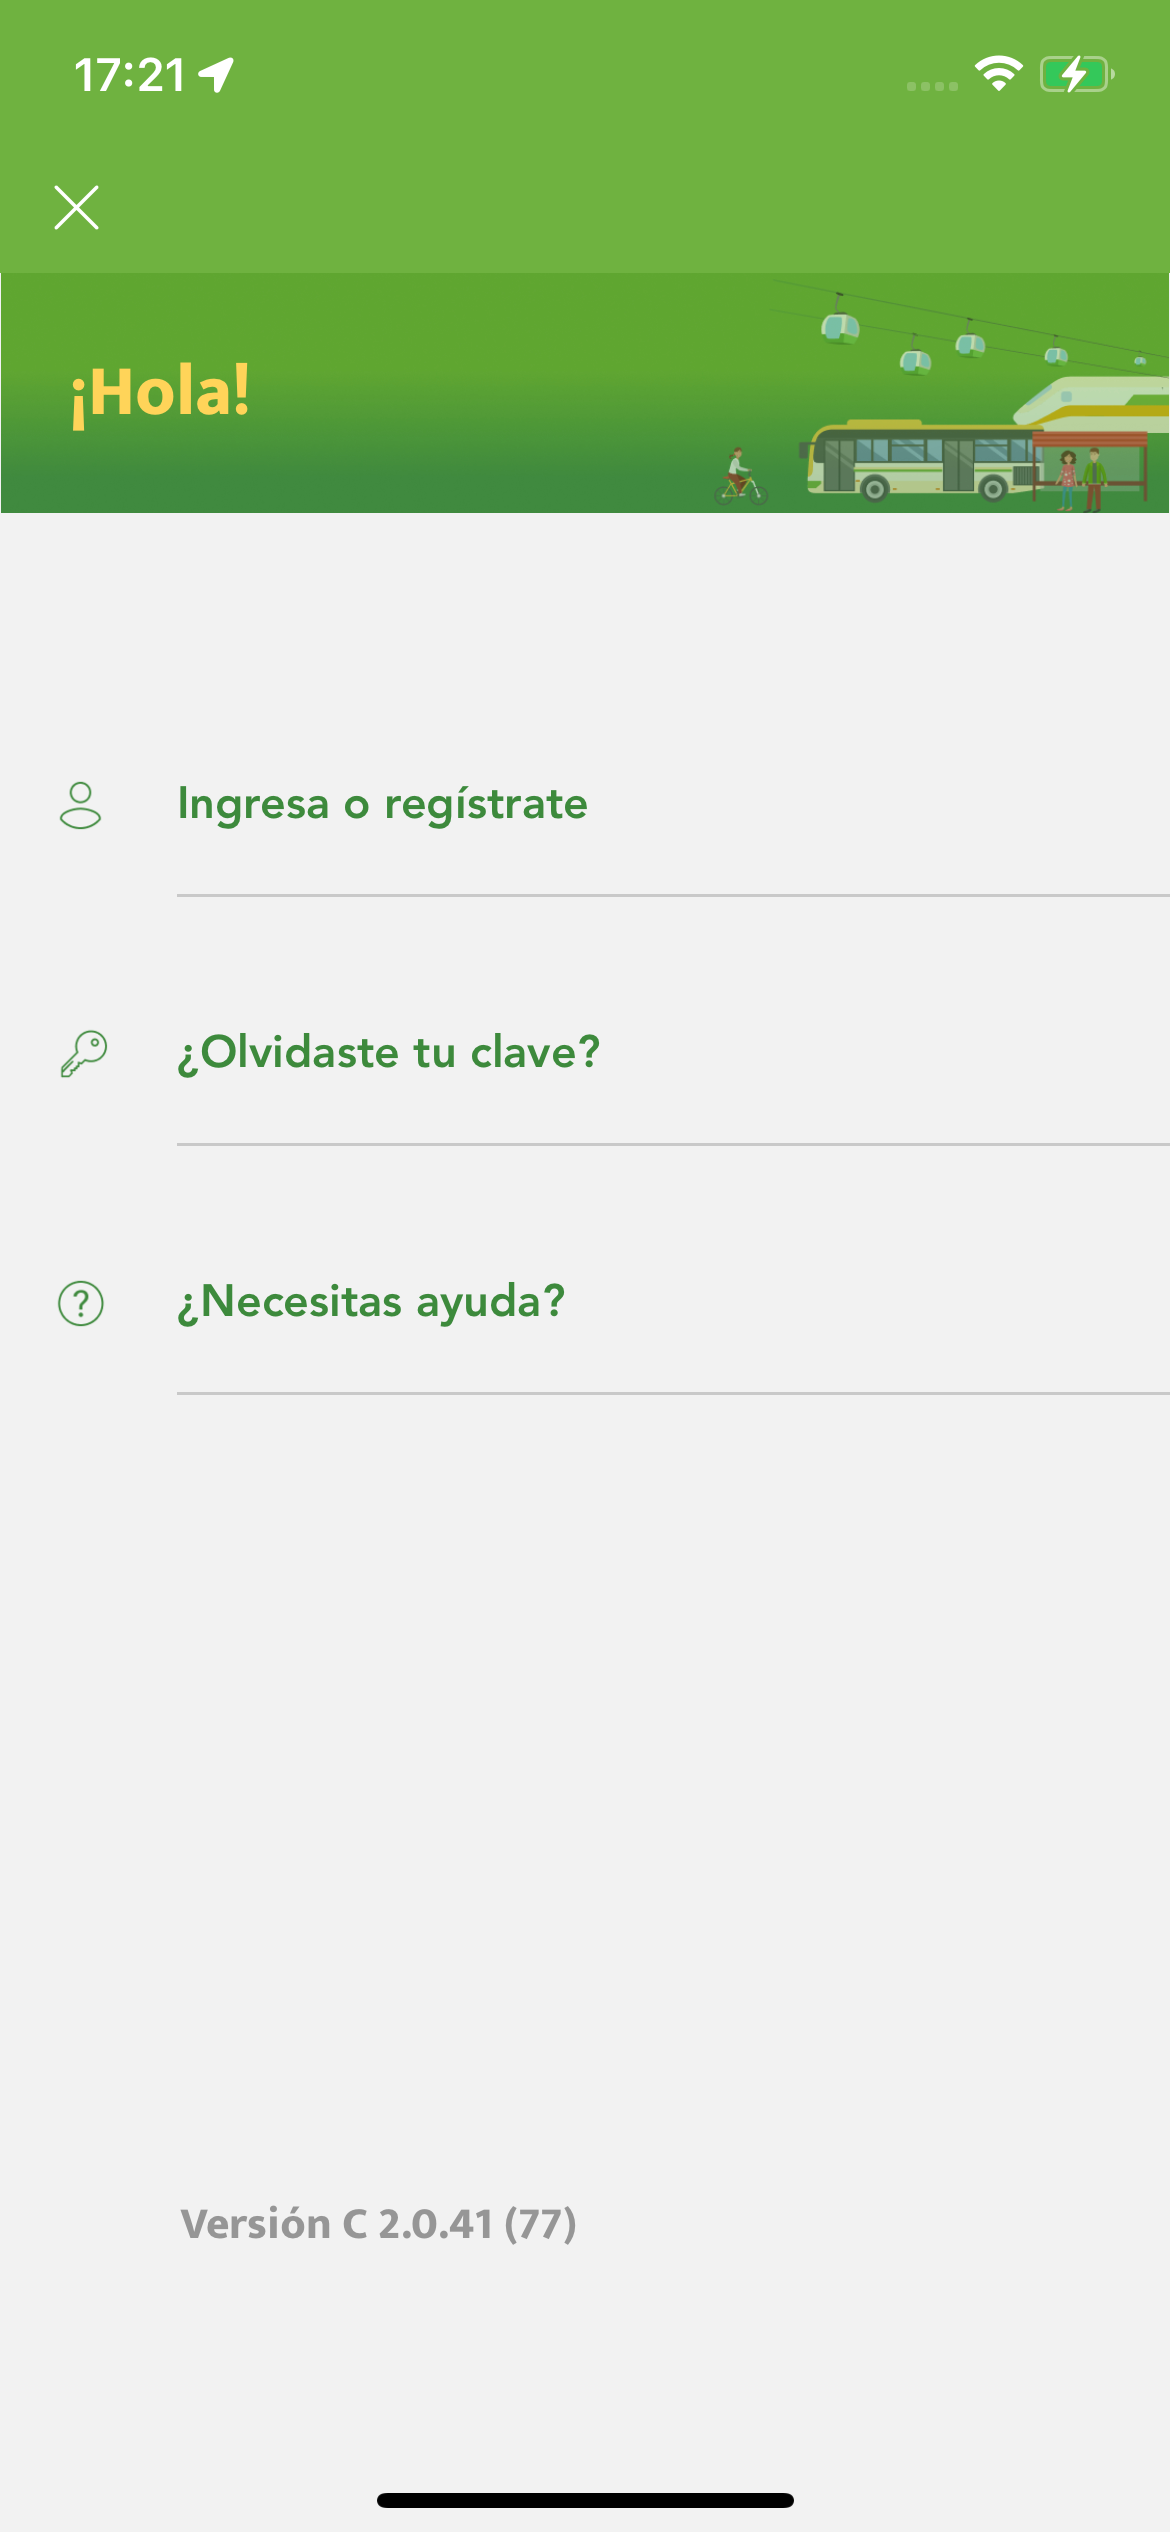 17:21
¡Hola!
Ingresa o regístrate
¿Olvidaste tu clave?
¿Necesitas ayuda?
Versión C 2.0.41 (77)